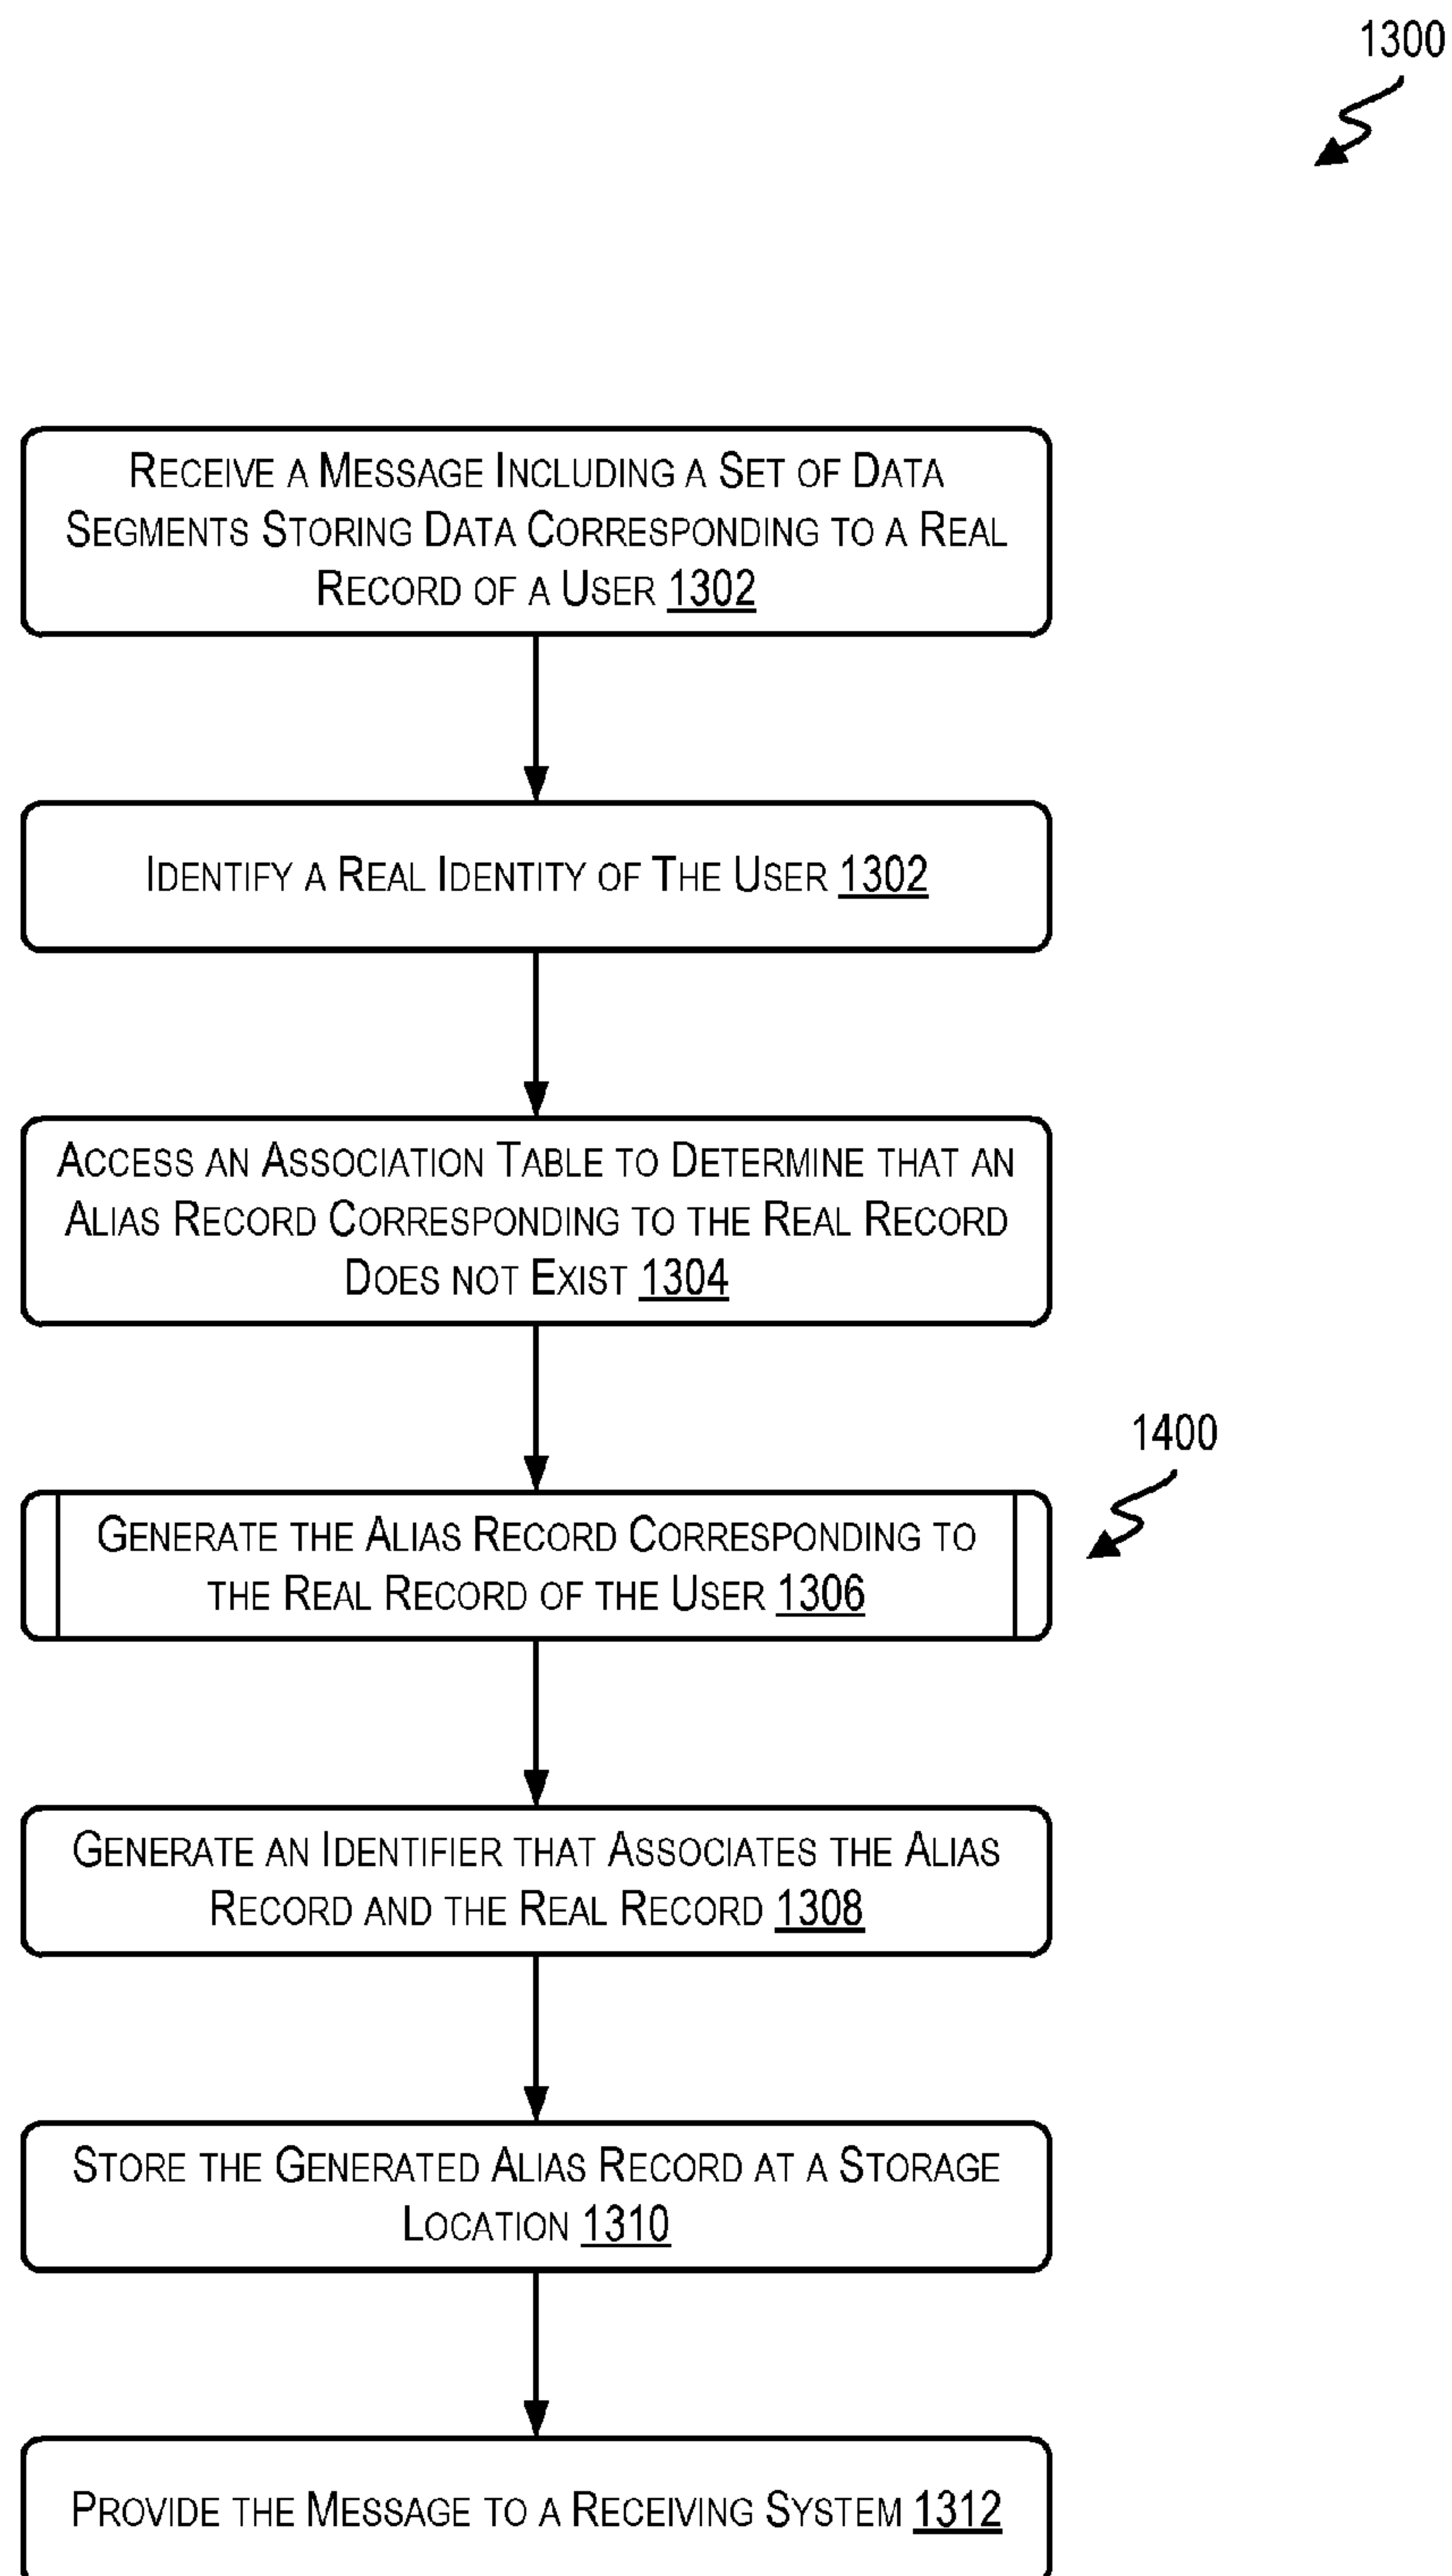 1300
RECEIVE A MESSAGE INCLUDING A SET OF DATA
SEGMENTS STORING DATA CORRESPONDING TO A REAL
RECORD OF A USER 1302
IDENTIFY A REAL IDENTITY OF THE USER 1302
ACCESS AN ASSOCIATION TABLE TO DETERMINE THAT AN
ALIAS RECORD CORRESPONDING TO THE REAL RECORD
DOES NOT EXIST 1304
1400
GENERATE THE ALIAS RECORD CORRESPONDING TO
THE REAL RECORD OF THE USER 1306
GENERATE AN IDENTIFIER THAT ASSOCIATES THE ALIAS
RECORD AND THE REAL RECORD 1308
STORE THE GENERATED ALIAS RECORD AT A STORAGE
LOCATION 1310
PROVIDE THE MESSAGE TO A RECEIVING SYSTEM 1312